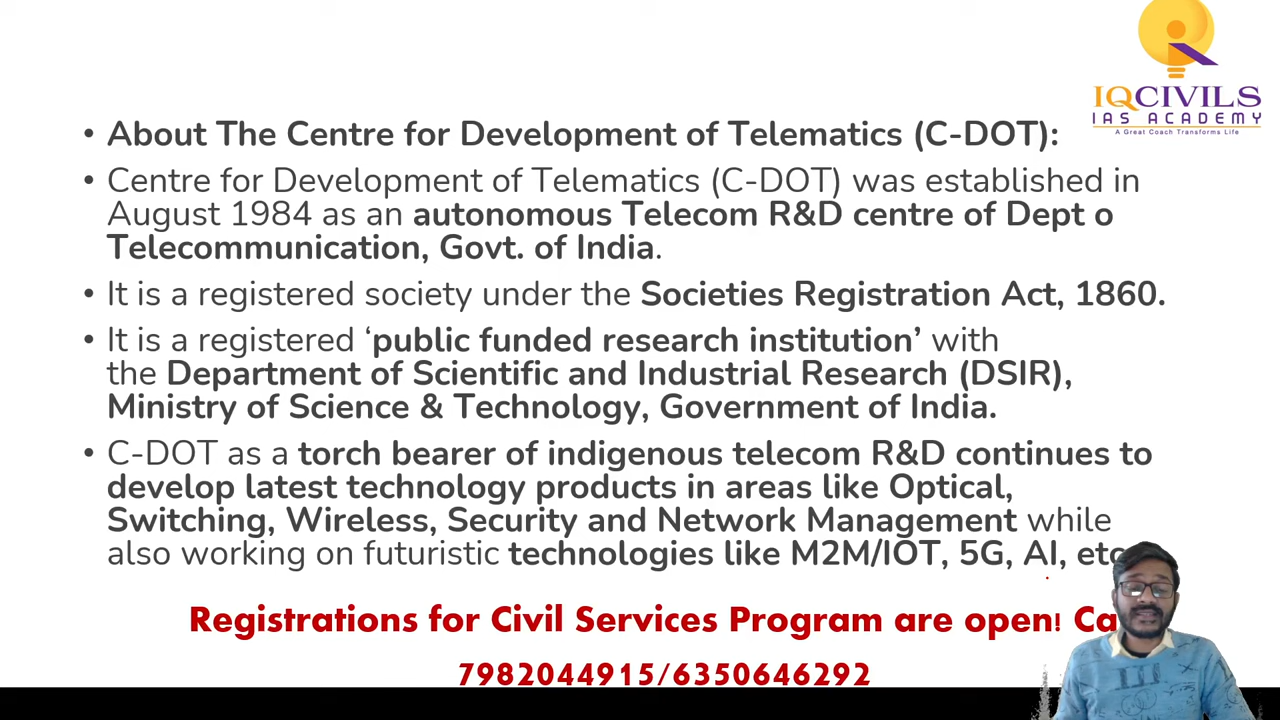 IQCIVILS
IAS ACADEMY
A Great Coach Transforms Life
• About The Centre for Development of Telematics (C-DOT):
• Centre for Development of Telematics (C-DOT) was established in
August 1984 as an autonomous Telecom R&D centre of Dept o
Telecommunication, Govt. of India.
• It is a registered society under the Societies Registration Act, 1860.
• It is a registered ‘public funded research institution’ with
the Department of Scientific and Industrial Research (DSIR),
Ministry of Science & Technology, Government of India.
• C-DOT as a torch bearer of indigenous telecom R&D continues to
develop latest technology products in areas like Optical,
Switching, Wireless, Security and Network Management while
also working on futuristic technologies like M2M/IOT, 5G, AI, etc
Registrations for Civil Services Program are open! Ca
7982044915/6350646292